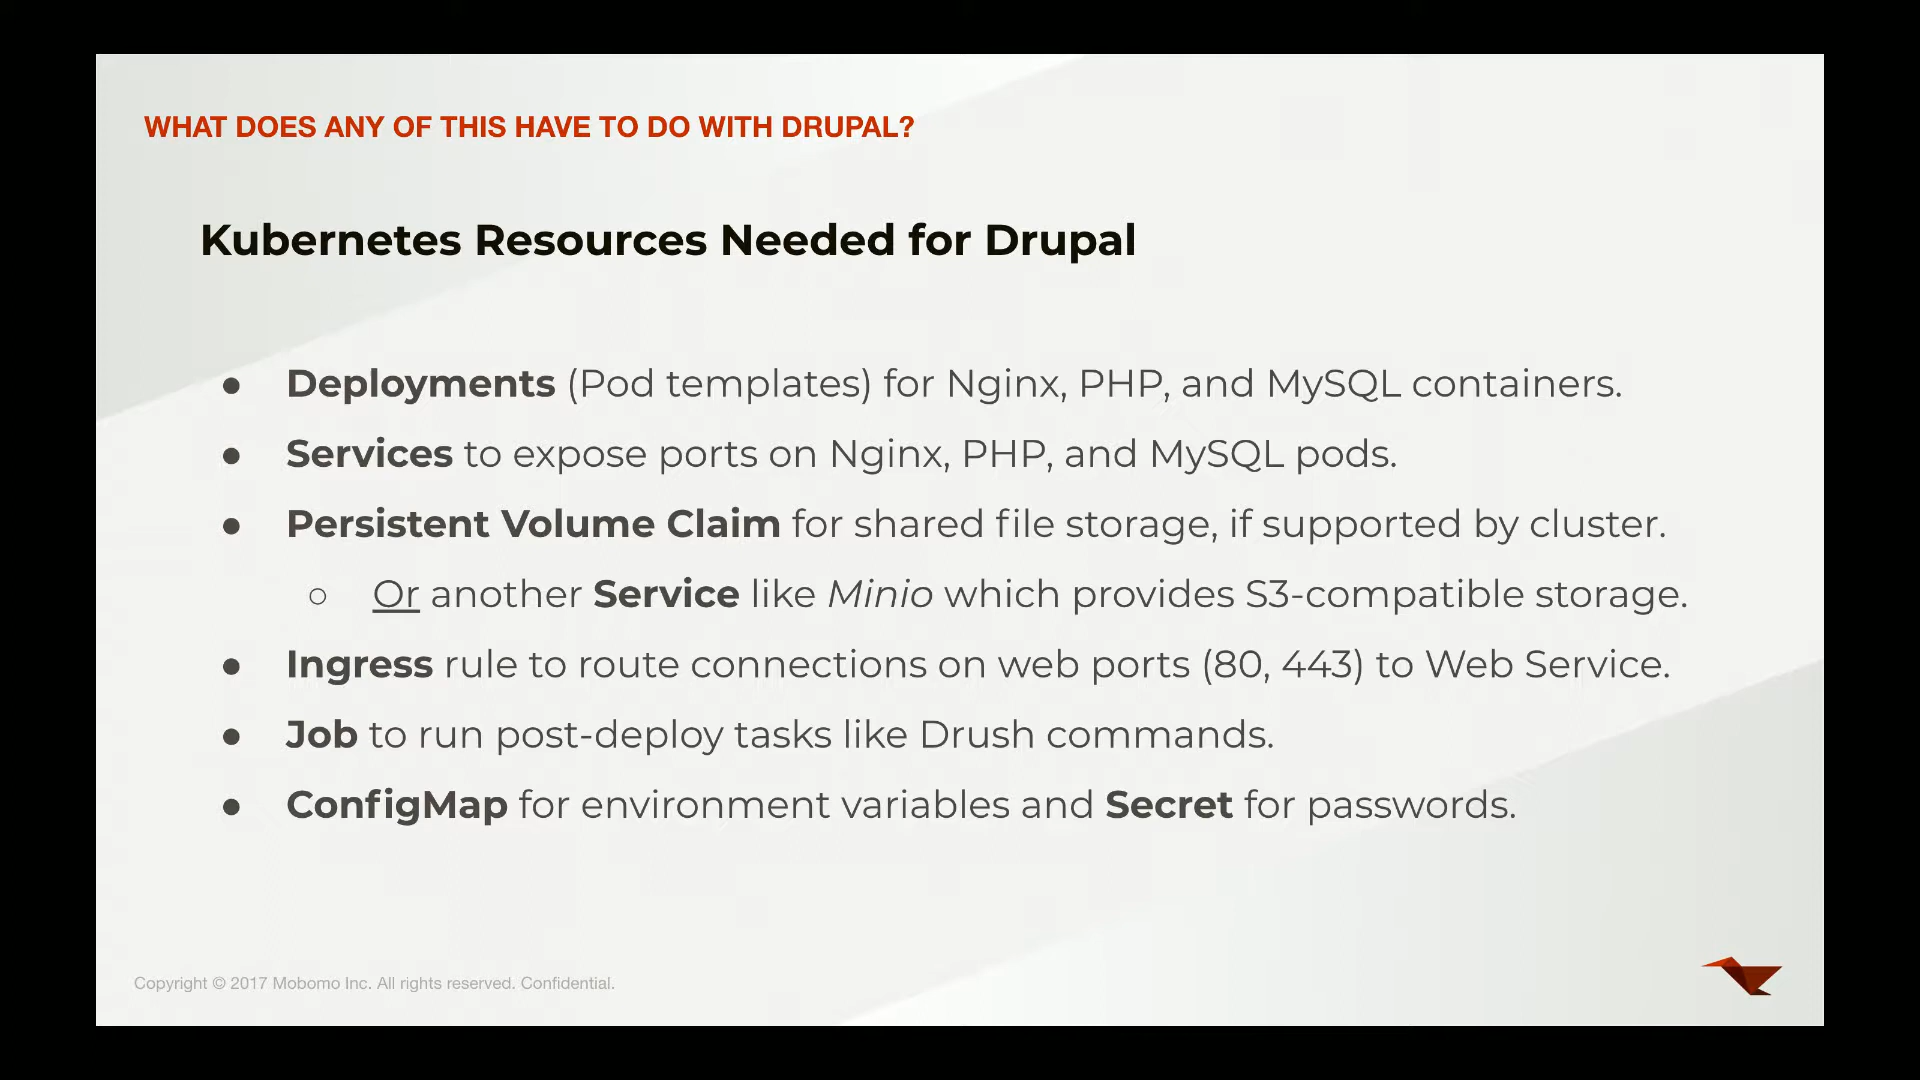 WHAT DOES ANY OF THIS HAVE TO DO WITH DRUPAL?
Kubernetes Resources Needed for Drupal
● Deployments (Pod templates) for Nginx, PHP, and MySQL containers.
● Services to expose ports on Nginx, PHP, and MySQL pods.
● Persistent Volume Claim for shared file storage, if supported by cluster.
○ Or another Service like Minio which provides S3-compatible storage.
● Ingress rule to route connections on web ports (80, 443) to Web Service.
● Job to run post-deploy tasks like Drush commands.
● ConfigMap for environment variables and Secret for passwords.
Copyright © 2017 Mobomo Inc. All rights reserved. Confidential.